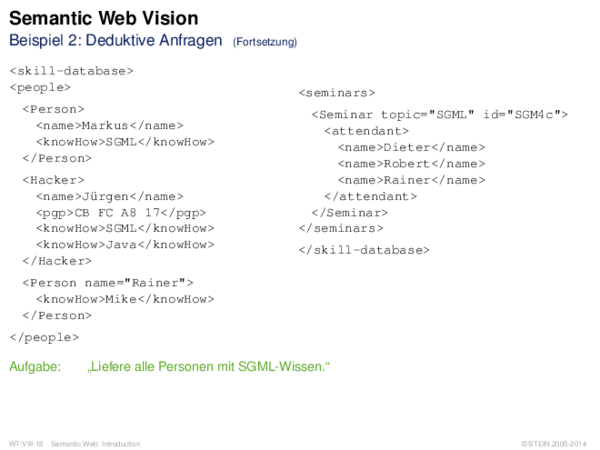 Semantic Web Vision
Beispiel 2: Deduktive Anfragen (Fortsetzung)
<skill-database>
<people>
<Person>
<name>Markus</name>
<knowHow>SGML</knowHow>
</Person>
<Hacker>
<name>Jürgen</name>
<pgp>CB FC A8 17</pgp>
<knowHow>SGML</knowHow>
<knowHow>Java</knowHow>
</Hacker>
<Person name="Rainer">
<knowHow>Mike</knowHow>
</Person>
</people>
<seminars>
<Seminar topic="SGML" id="SGM4c">
<attendant>
<name>Dieter</name>
<name>Robert</name>
<name>Rainer</name>
</attendant>
</Seminar>
</seminars>
</skill-database>
Aufgabe: „Liefere alle Personen mit SGML-Wissen.“
WT:VIII-18 Semantic Web: Introduction
© STEIN 2005-2014